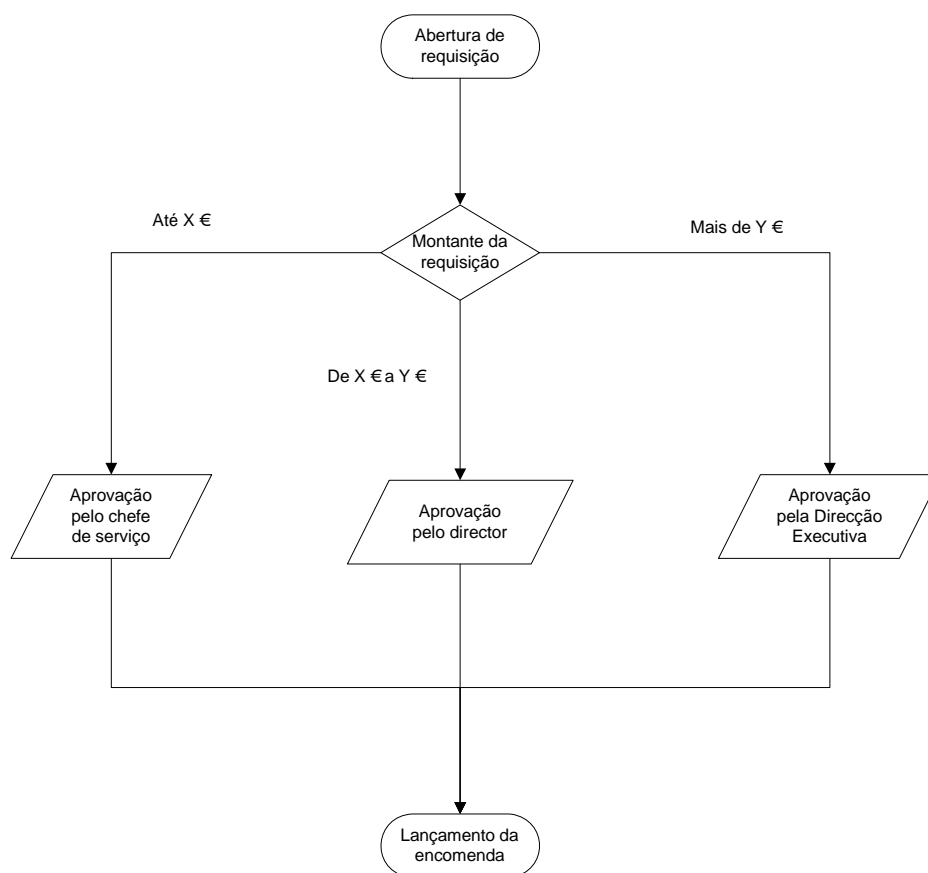 Abertura de
requisição
Até X €
Montante da
requisição
Mais de Y €
De X € a Y €
Aprovação
pelo chefe
de serviço
Aprovação
pelo director
Aprovação
pela Direcção
Executiva
Lançamento da
encomenda